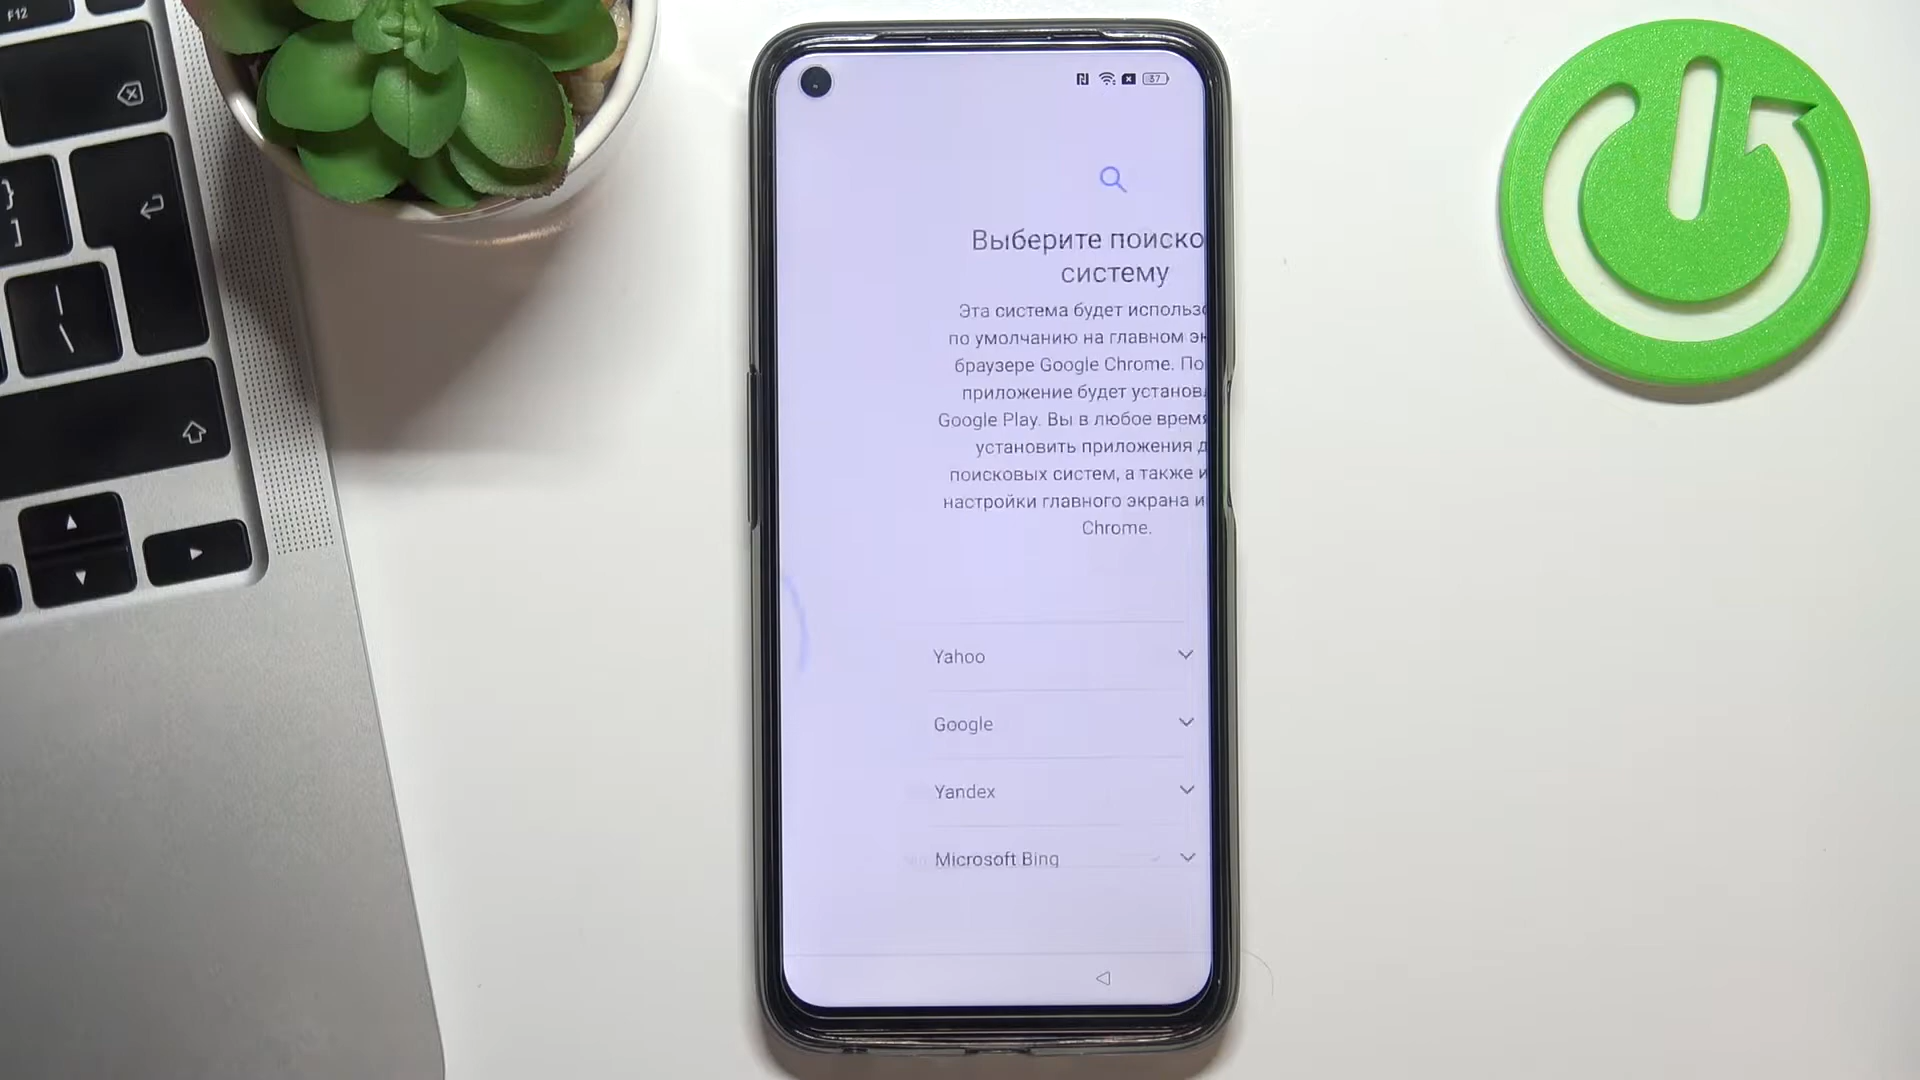 F12
}
]
|
\
37
Выберите поиско
систему
Эта система будет использо
по умолчанию на главном эк
браузере Google Chrome. По
приложение будет установ
Google Play. Вы в любое время
установить приложения д
поисковых систем, а также и
настройки главного экрана и
Chrome.
Yahoo
Google
Yandex
Microsoft Bing